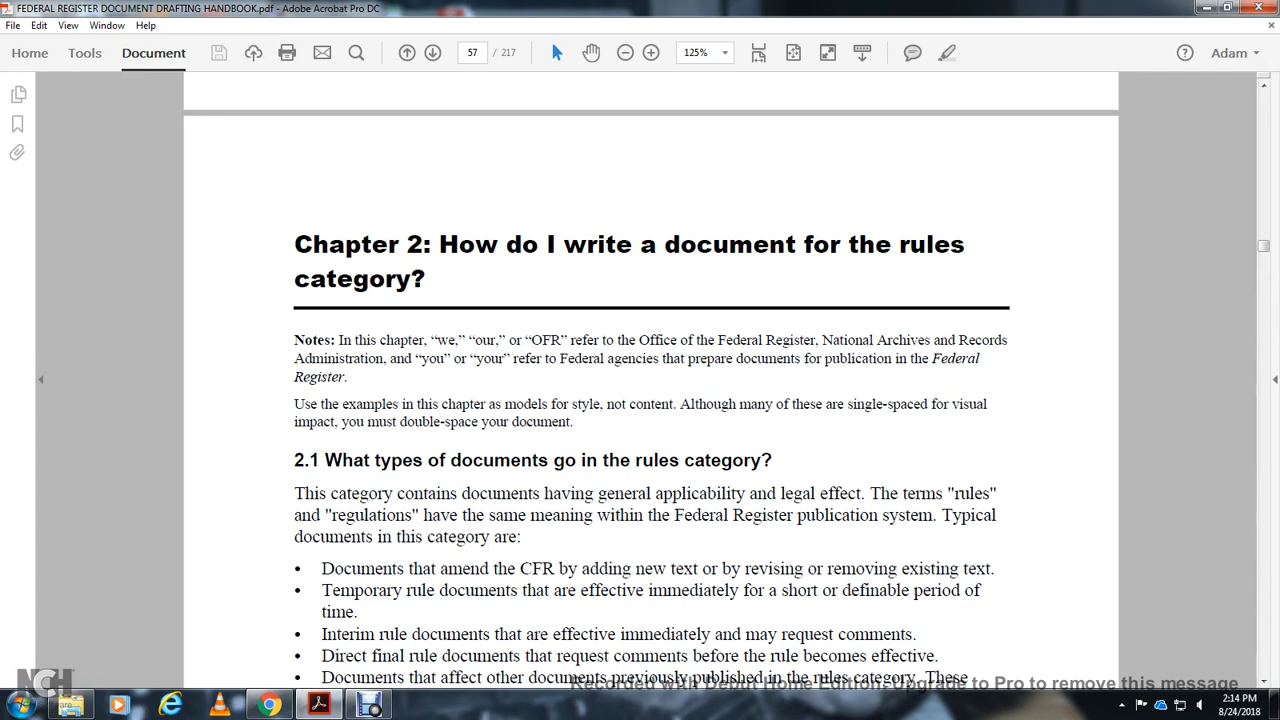 FEDERAL REGISTER DOCUMENT DRAFTING HANDBOOK.pdf - Adobe Acrobat Pro DC
File Edit View Window Help
Home Tools Document 57 / 217 125% Adam
Chapter 2: How do I write a document for the rules
category?
Notes: In this chapter, “we,” “our,” or “OFR” refer to the Office of the Federal Register, National Archives and Records
Administration, and “you” or “your” refer to Federal agencies that prepare documents for publication in the Federal
Register.
Use the examples in this chapter as models for style, not content. Although many of these are single-spaced for visual
impact, you must double-space your document.
2.1 What types of documents go in the rules category?
This category contains documents having general applicability and legal effect. The terms "rules"
and "regulations" have the same meaning within the Federal Register publication system. Typical
documents in this category are:
• Documents that amend the CFR by adding new text or by revising or removing existing text.
• Temporary rule documents that are effective immediately for a short or definable period of
time.
• Interim rule documents that are effective immediately and may request comments.
• Direct final rule documents that request comments before the rule becomes effective.
• Documents that affect other documents previously published in the rules category. These
Recorded with Debut Home Edition. Upgrade to Pro to remove this message
NCH
2:14 PM
8/24/2018